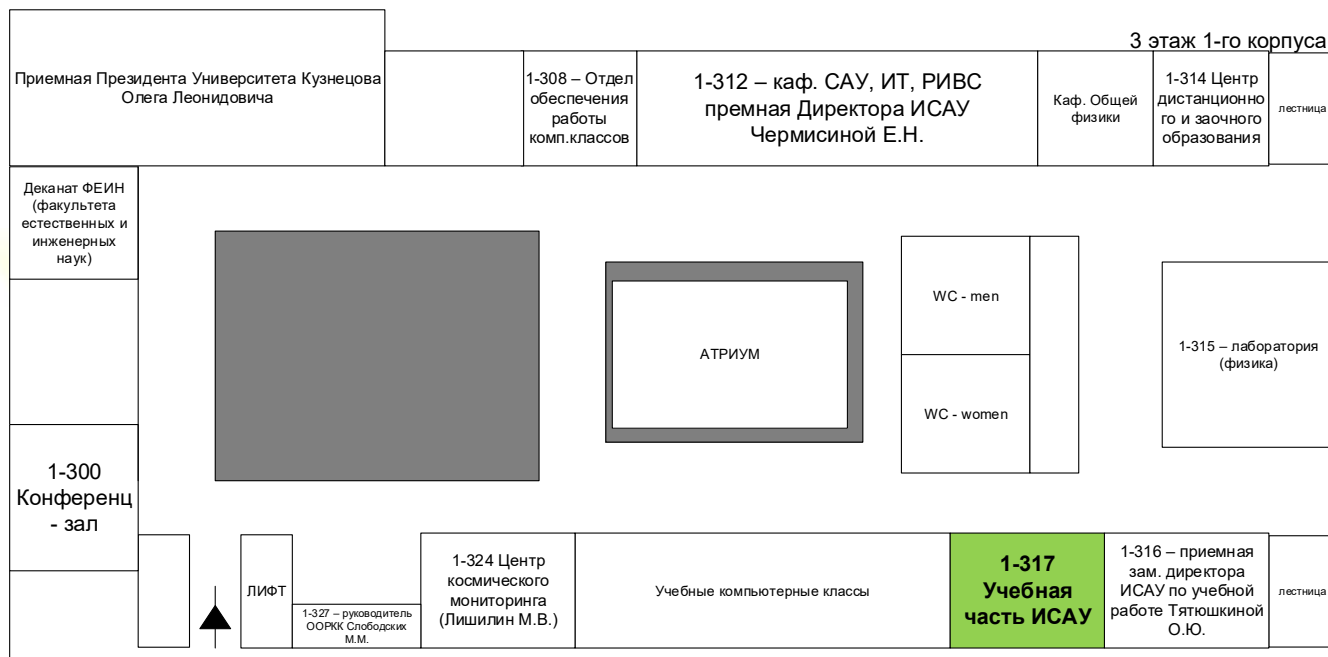 3 этаж 1-го корпуса
Приемная Президента Университета Кузнецова
Олега Леонидовича
1-308 – Отдел
обеспечения
работы
комп.классов
1-312 – каф. САУ, ИТ, РИВС
премная Директора ИСАУ
Чермисиной Е.Н.
Каф. Общей
физики
1-314 Центр
дистанционно
го и заочного
образования
лестница
Деканат ФЕИН
(факультета
естественных и
инженерных
наук)
WC - men
АТРИУМ
1-315 – лаборатория
(физика)
WC - women
1-300
Конференц
- зал
ЛИФТ
1-327 – руководитель
ООРКК Слободских
М.М.
1-324 Центр
космического
мониторинга
(Лишилин М.В.)
Учебные компьютерные классы
1-317
Учебная
часть ИСАУ
1-316 – приемная
зам. директора
ИСАУ по учебной
работе Тятюшкиной
О.Ю.
лестница